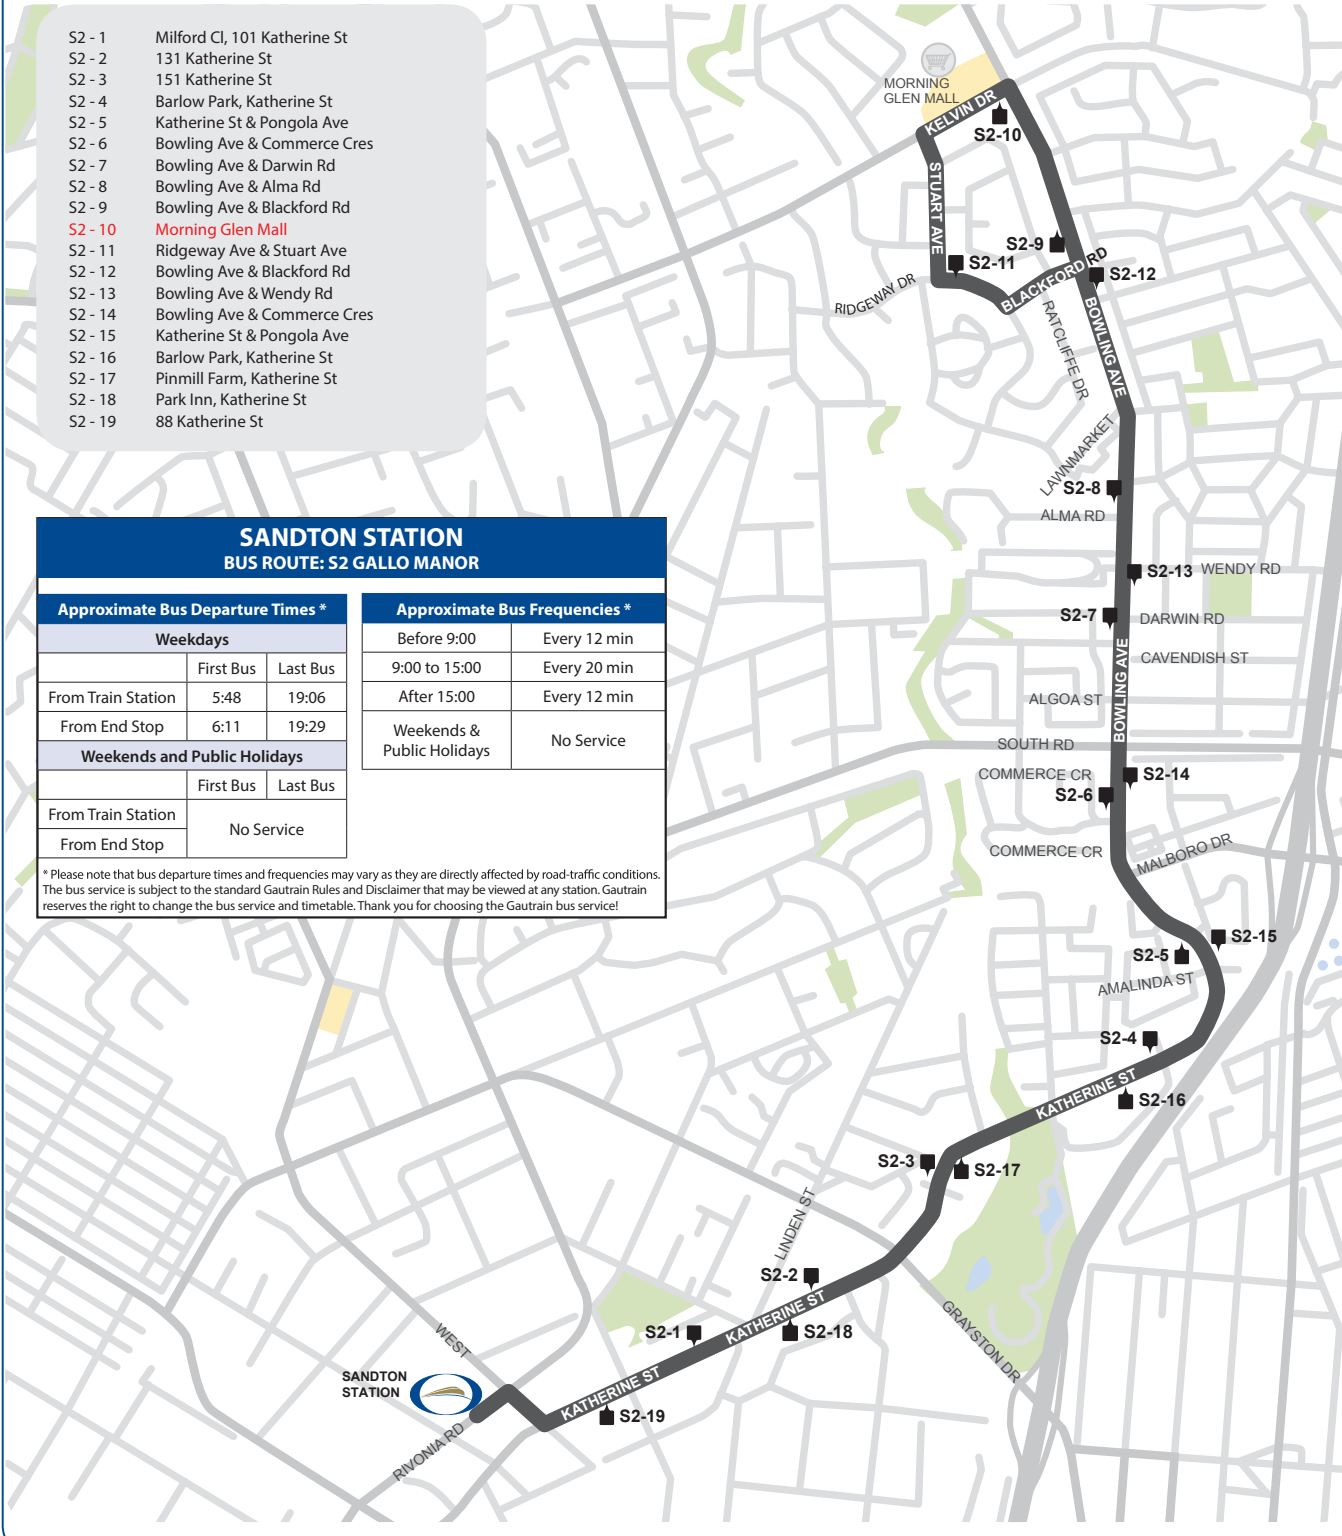 S2 - 1 Milford Cl, 101 Katherine St
S2 - 2 131 Katherine St
S2 - 3 151 Katherine St
S2 - 4 Barlow Park, Katherine St
S2 - 5 Katherine St & Pongola Ave
S2 - 6 Bowling Ave & Commerce Cres
S2 - 7 Bowling Ave & Darwin Rd
S2 - 8 Bowling Ave & Alma Rd
S2 - 9 Bowling Ave & Blackford Rd
S2 - 10 Morning Glen Mall
S2 - 11 Ridgeway Ave & Stuart Ave
S2 - 12 Bowling Ave & Blackford Rd
S2 - 13 Bowling Ave & Wendy Rd
S2 - 14 Bowling Ave & Commerce Cres
S2 - 15 Katherine St & Pongola Ave
S2 - 16 Barlow Park, Katherine St
S2 - 17 Pinmill Farm, Katherine St
S2 - 18 Park Inn, Katherine St
S2 - 19 88 Katherine St
MORNING
GLEN MALL
KELVIN DR
S2-10
STUART AVE
S2-9
S2-11
BLACKFORD RD
S2-12
RIDGEWAY DR
RATCLIFFE DR
BOWLING AVE
LAWNMARKET
S2-8
ALMA RD
S2-13
WENDY RD
S2-7
DARWIN RD
CAVENDISH ST
BOWLING AVE
ALGOA ST
SOUTH RD
COMMERCE CR
S2-14
S2-6
COMMERCE CR
MALBORO DR
S2-15
S2-5
AMALINDA ST
S2-4
KATHERINE ST
S2-16
S2-3
S2-17
LINDEN ST
S2-2
KATHERINE ST
S2-18
S2-1
GRAYSTON DR
WEST
SANDTON
STATION
KATHERINE ST
S2-19
RIVONIA RD
SANDTON STATION
BUS ROUTE: S2 GALLO MANOR
Approximate Bus Departure Times *
Weekdays
First Bus Last Bus
From Train Station 5:48 19:06
From End Stop 6:11 19:29
Weekends and Public Holidays
First Bus Last Bus
From Train Station
No Service
From End Stop
Approximate Bus Frequencies *
Before 9:00 Every 12 min
9:00 to 15:00 Every 20 min
After 15:00 Every 12 min
Weekends &
Public Holidays
No Service
* Please note that bus departure times and frequencies may vary as they are directly affected by road-traffic conditions.
The bus service is subject to the standard Gautrain Rules and Disclaimer that may be viewed at any station. Gautrain
reserves the right to change the bus service and timetable. Thank you for choosing the Gautrain bus service!